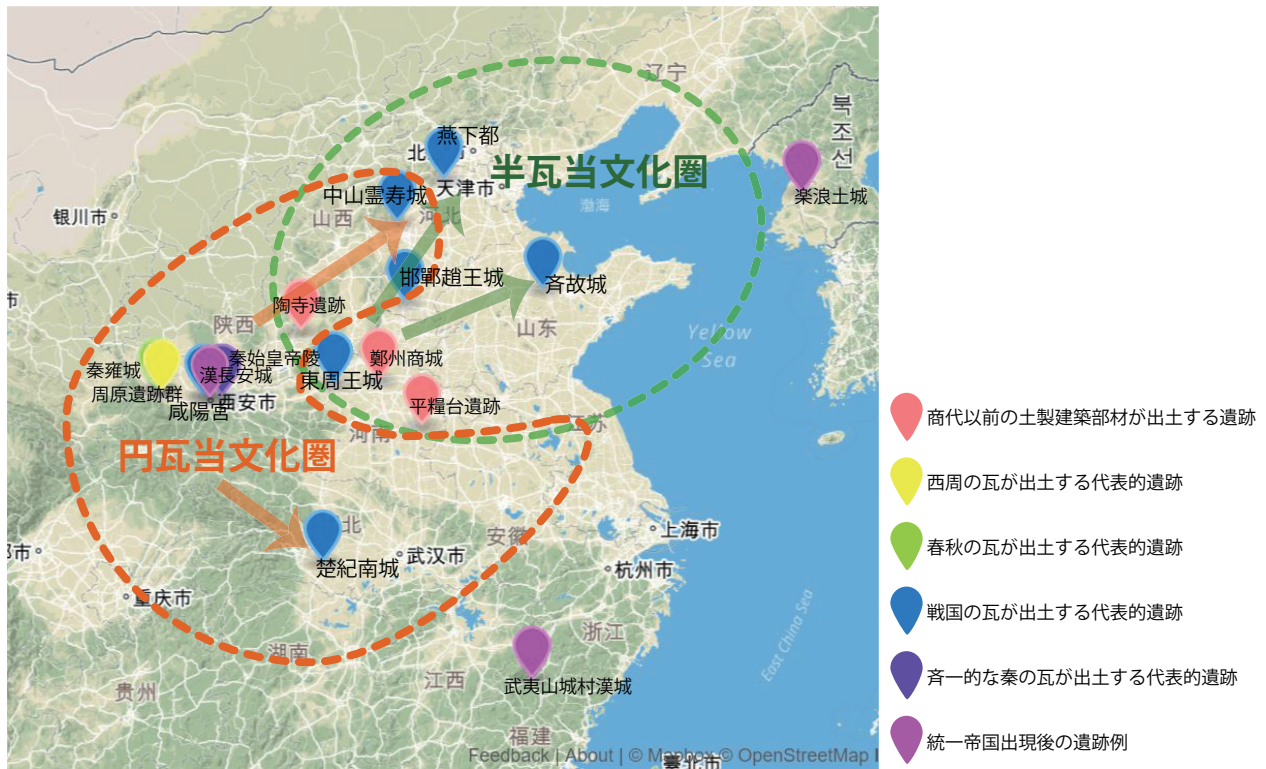 辽宁
북조선
燕下都
北
市
天津市
半瓦当文化圏
中山霊寿城
山西
河北
楽浪土城
渤海
银川市
邯鄲趙王城
斉故城
陶寺遺跡
市
陕西
山东
Yellow
Sea
秦始皇帝陵
鄭州商城
秦雍城
漢長安城
東周王城
周原遺跡群
咸陽宮
西安市
平糧台遺跡
江苏
河南
円瓦当文化圏
北
安徽
上海市
市
武汉市
楚紀南城
杭州市
重庆市
East China Sea
浙江
湖南
江西
武夷山城村漢城
贵州
福建
Feedback | About | © Mapbox © OpenStreetMap I
臺北市
商代以前の土製建築部材が出土する遺跡
西周の瓦が出土する代表的遺跡
春秋の瓦が出土する代表的遺跡
戦国の瓦が出土する代表的遺跡
斉一的な秦の瓦が出土する代表的遺跡
統一帝国出現後の遺跡例